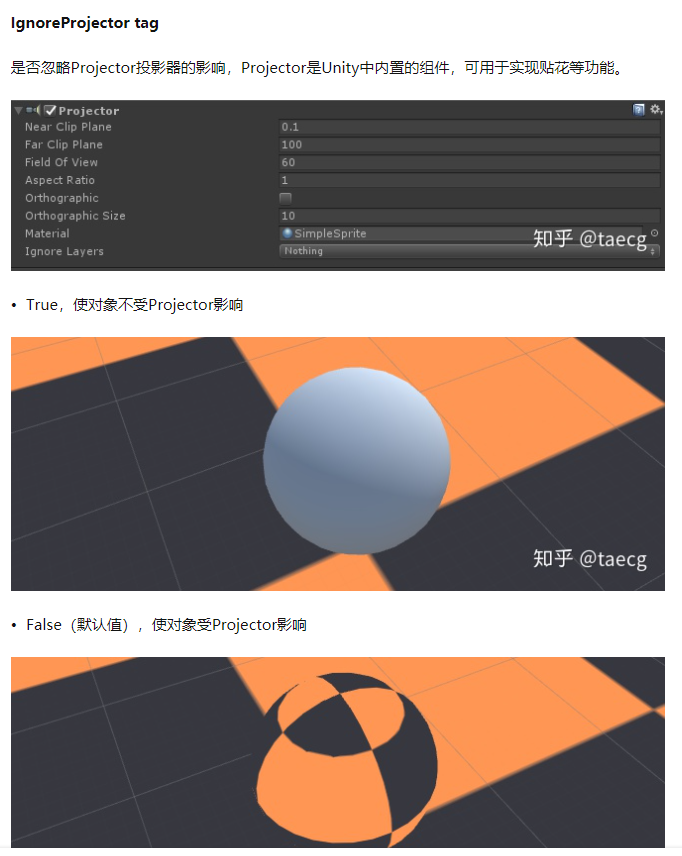 IgnoreProjector tag
是否忽略Projector投影器的影响，Projector是Unity中内置的组件，可用于实现贴花等功能。
Projector
Near Clip Plane 0.1
Far Clip Plane 100
Field Of View 60
Aspect Ratio 1
Orthographic
Orthographic Size 10
Material SimpleSprite
知乎 @taecg
Ignore Layers Nothing
• True，使对象不受Projector影响
知乎 @taecg
• False（默认值），使对象受Projector影响